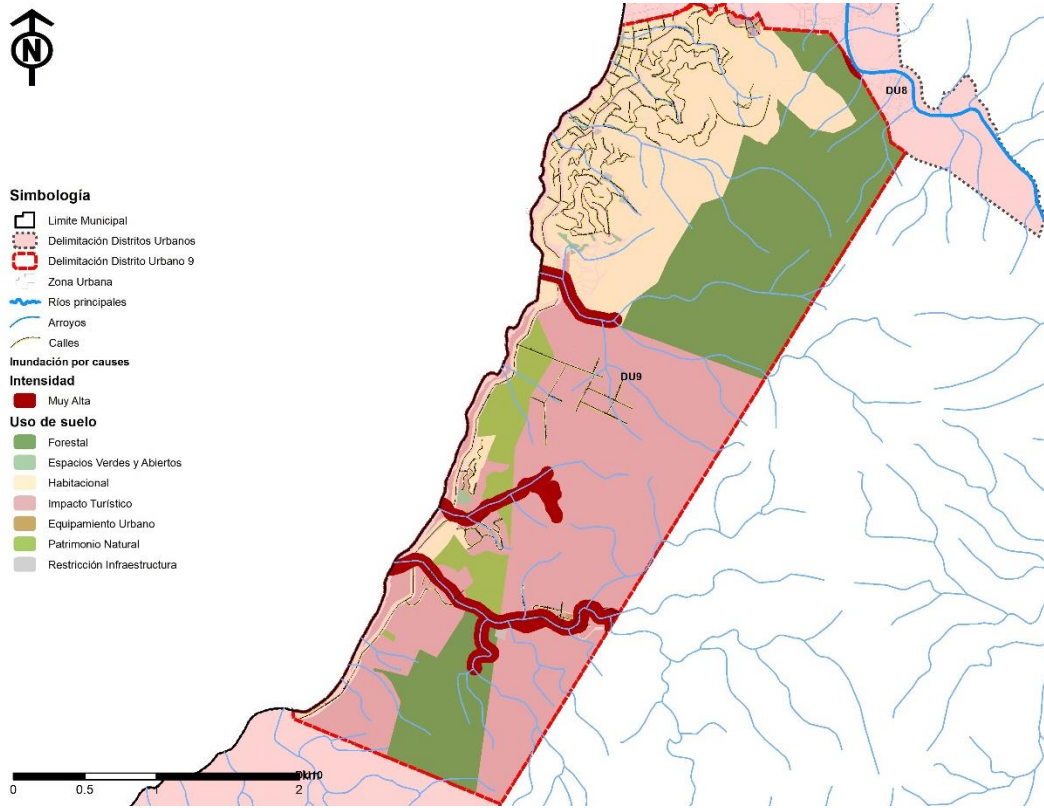 N
DU8
Simbología
Limite Municipal
Delimitación Distritos Urbanos
Delimitación Distrito Urbano 9
Zona Urbana
Ríos principales
Arroyos
Calles
Inundación por causes
Intensidad
Muy Alta
Uso de suelo
Forestal
Espacios Verdes y Abiertos
Habitacional
Impacto Turístico
Equipamiento Urbano
Patrimonio Natural
Restricción Infraestructura
DU9
0 0.5 1 2